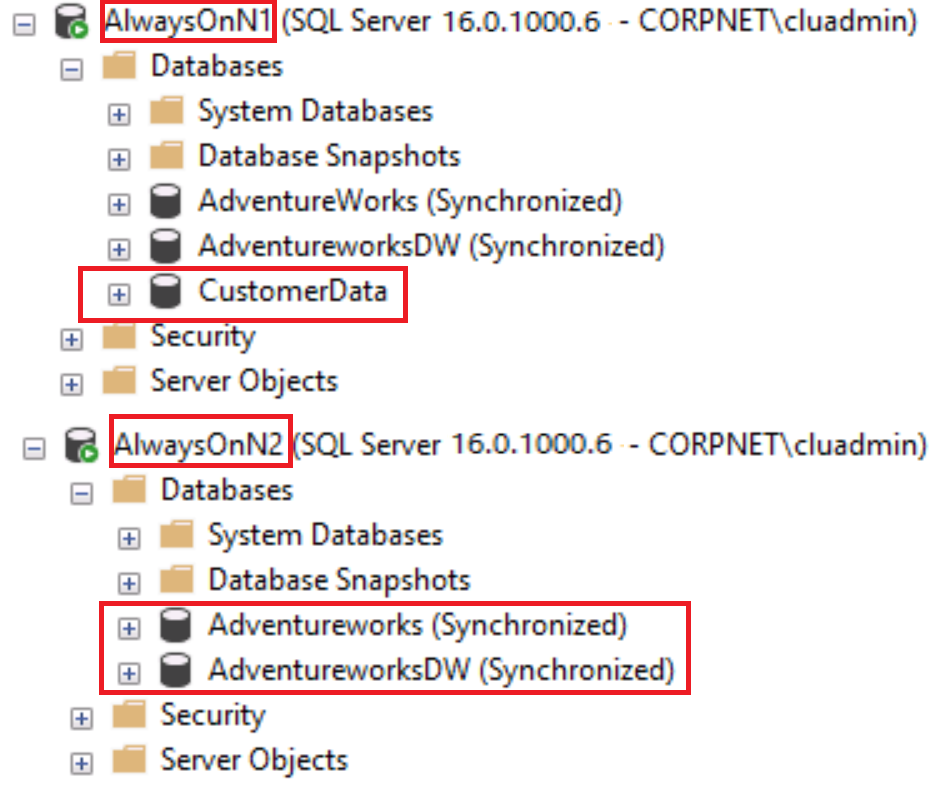 AlwaysOnN1 (SQL Server 16.0.1000.6 - CORPNET\cluadmin)
Databases
System Databases
Database Snapshots
AdventureWorks (Synchronized)
AdventureworksDW (Synchronized)
CustomerData
Security
Server Objects
AlwaysOnN2 (SQL Server 16.0.1000.6 - CORPNET\cluadmin)
Databases
System Databases
Database Snapshots
Adventureworks (Synchronized)
AdventureworksDW (Synchronized)
Security
Server Objects